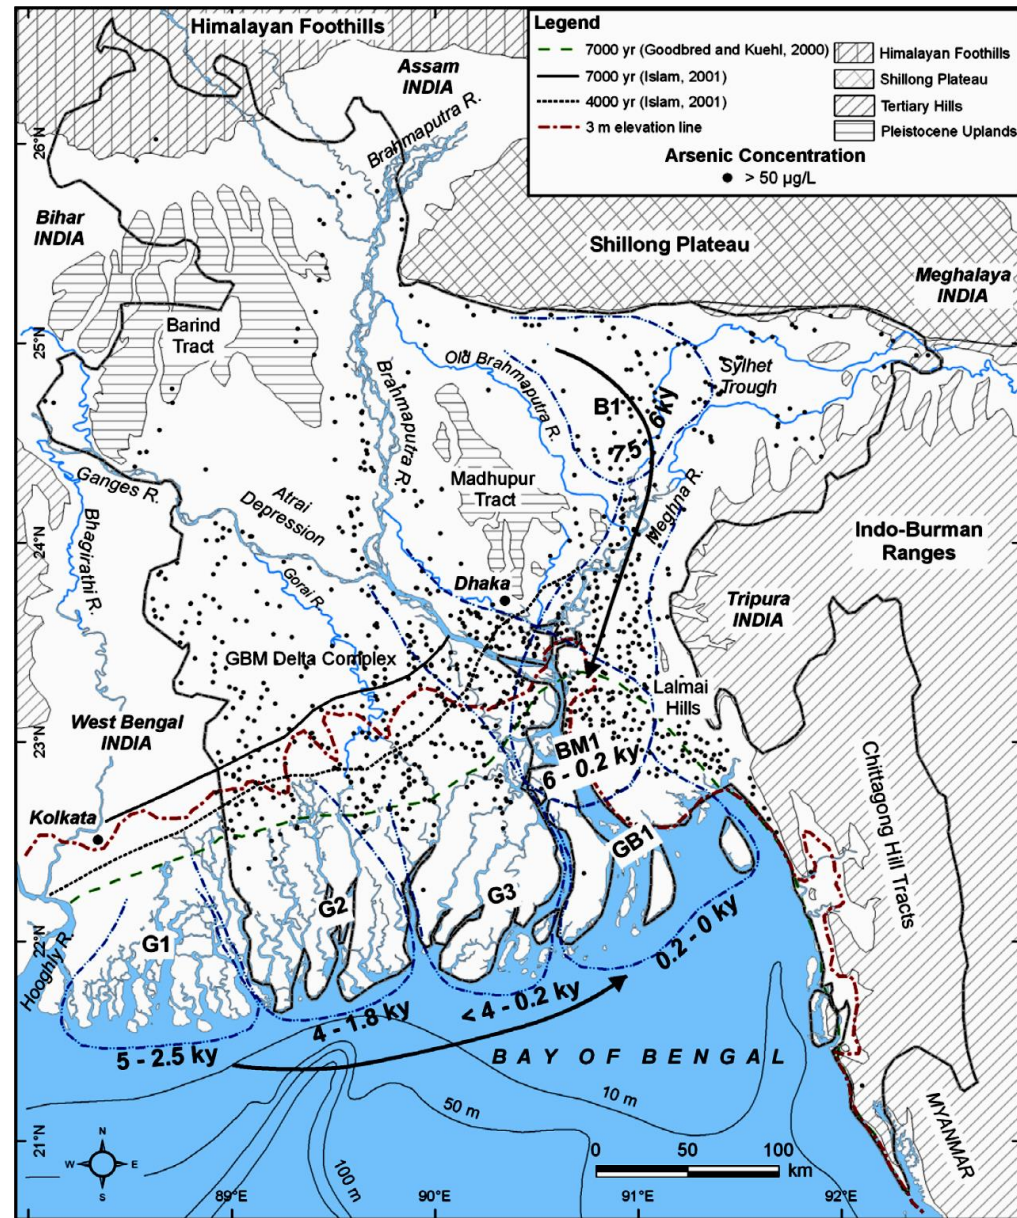 Himalayan Foothills
Assam
INDIA
Brahmaputra R.
Legend
7000 yr (Goodbred and Kuehl, 2000)
7000 yr (Islam, 2001)
4000 yr (Islam, 2001)
3 m elevation line
Himalayan Foothills
Shillong Plateau
Tertiary Hills
Pleistocene Uplands
Arsenic Concentration
> 50 µg/L
26°N
Bihar
INDIA
Shillong Plateau
Meghalaya
INDIA
25°N
Barind
Tract
Brahmaputra R.
Old Brahmaputra R.
B1
7.5 - 6 ky
Sylhet
Trough
Ganges R.
Bhagirathi R.
Atrai
Depression
Madhupur
Tract
Meghna R.
Indo-Burman
Ranges
24°N
Gorai R.
Dhaka
Tripura
INDIA
GBM Delta Complex
Lalmai
Hills
West Bengal
INDIA
23°N
BM1
6 - 0.2 ky
Chittagong Hill Tracts
Kolkata
GB1
G1
G2
G3
22°N
Hooghly R.
5 - 2.5 ky
4 - 1.8 ky
< 4 - 0.2 ky
0.2 - 0 ky
BAY OF BENGAL
10 m
50 m
100 m
MYANMAR
21°N
N
W
E
S
0
50
100
km
89°E
90°E
91°E
92°E